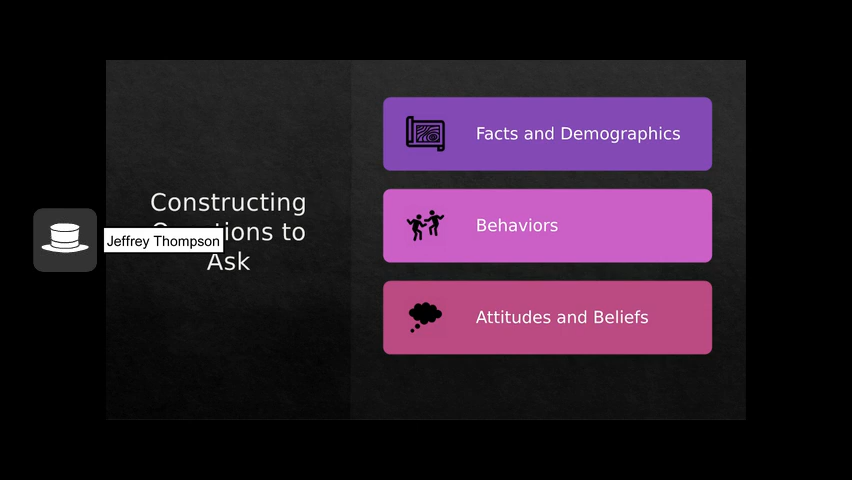 Constructing
to
Ask
Jeffrey Thompson
Facts and Demographics
Behaviors
Attitudes and Beliefs